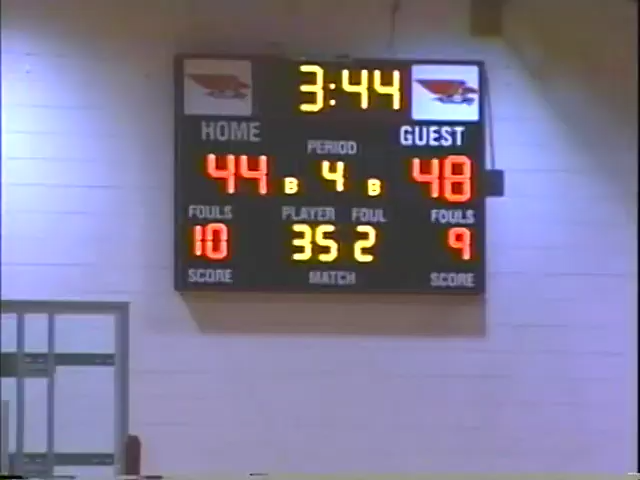 3:44
HOME GUEST
PERIOD
44 B 4 B 48
FOULS PLAYER FOUL FOULS
10 35 2 9
SCORE MATCH SCORE